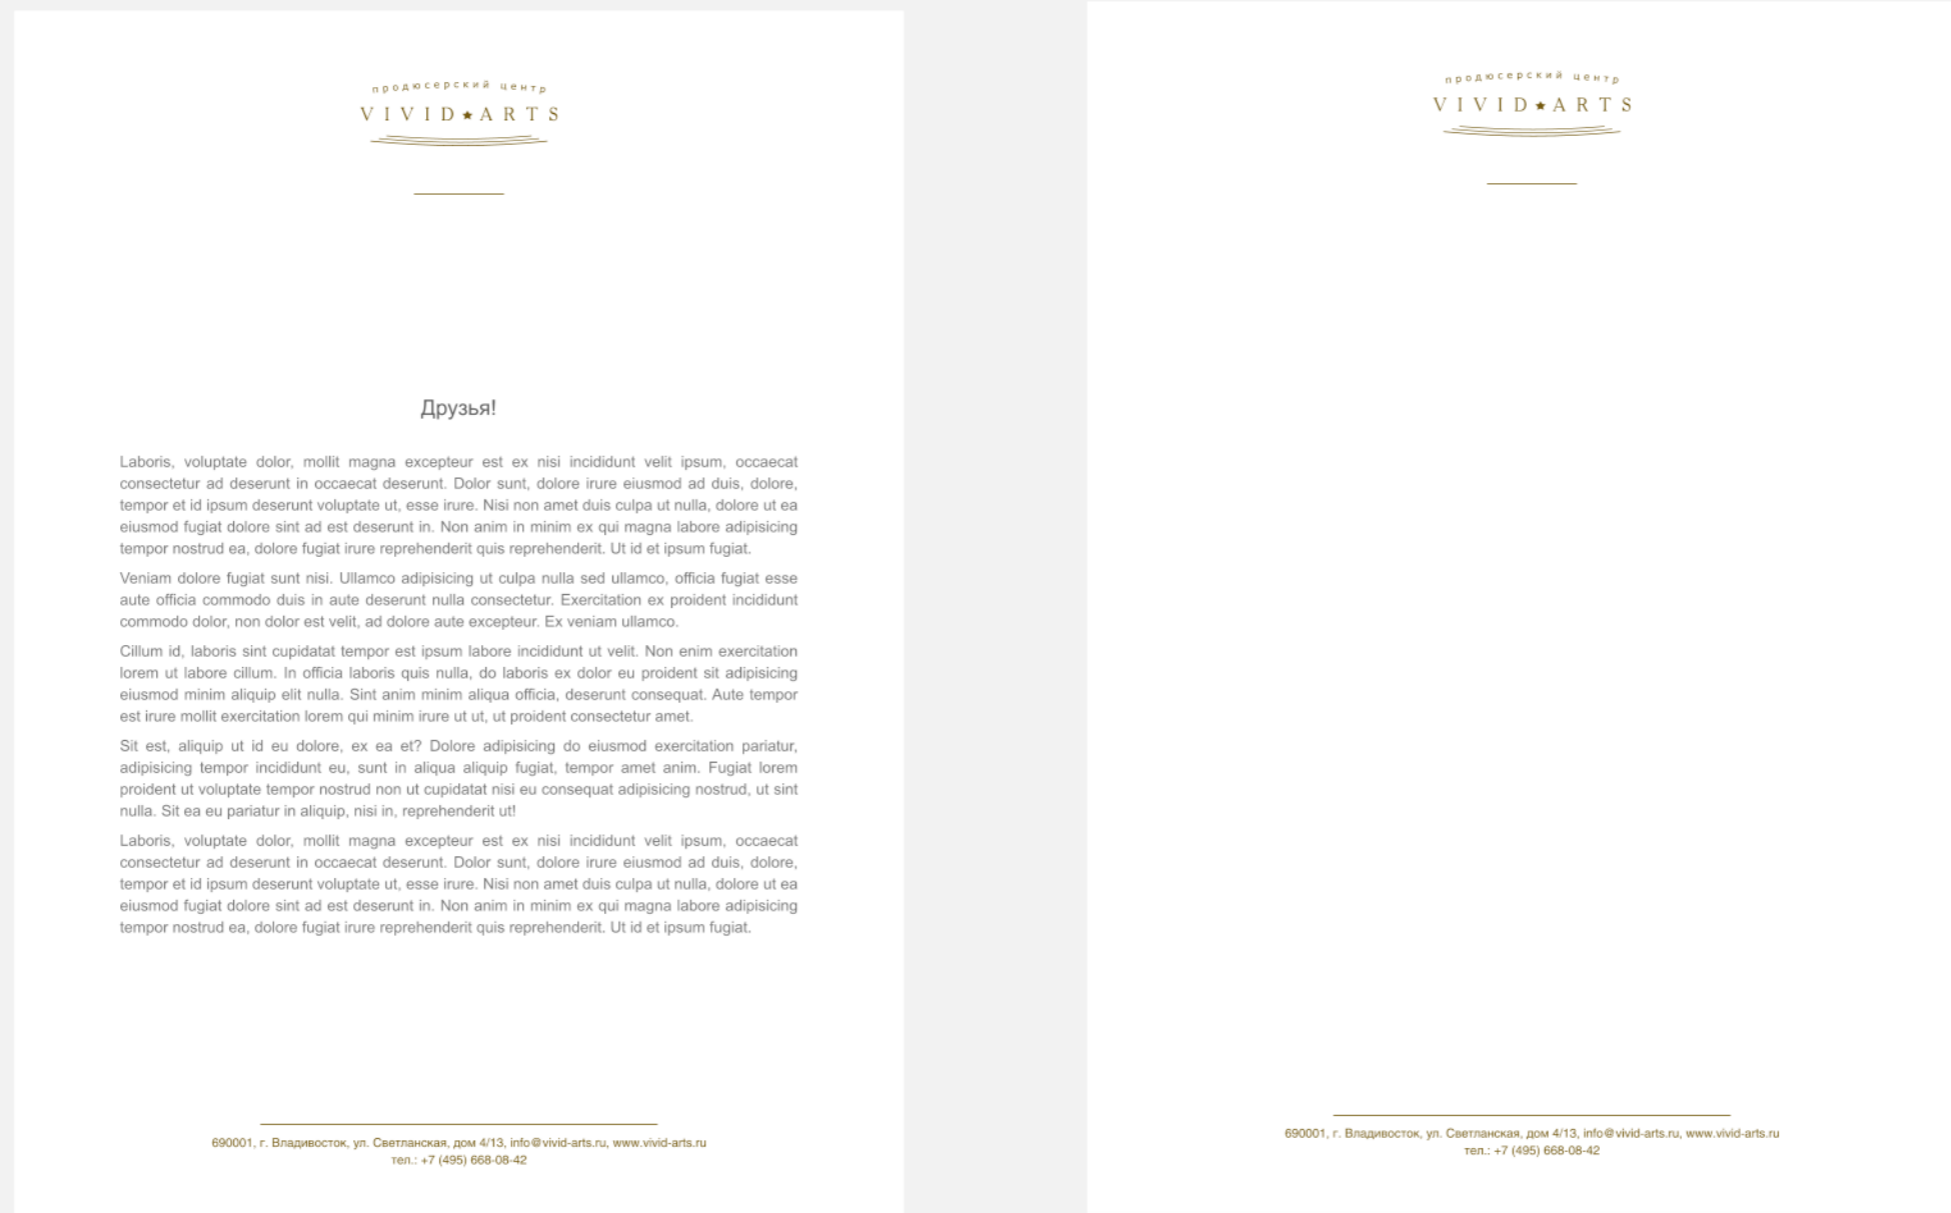 продюсерский центр
VIVID★ARTS
Друзья!
Laboris, voluptate dolor, mollit magna excepteur est ex nisi incididunt velit ipsum, occaecat
consectetur ad deserunt in occaecat deserunt. Dolor sunt, dolore irure eiusmod ad duis, dolore,
tempor et id ipsum deserunt voluptate ut, esse irure. Nisi non amet duis culpa ut nulla, dolore ut ea
eiusmod fugiat dolore sint ad est deserunt in. Non anim in minim ex qui magna labore adipisicing
tempor nostrud ea, dolore fugiat irure reprehenderit quis reprehenderit. Ut id et ipsum fugiat.
Veniam dolore fugiat sunt nisi. Ullamco adipisicing ut culpa nulla sed ullamco, officia fugiat esse
aute officia commodo duis in aute deserunt nulla consectetur. Exercitation ex proident incididunt
commodo dolor, non dolor est velit, ad dolore aute excepteur. Ex veniam ullamco.
Cillum id, laboris sint cupidatat tempor est ipsum labore incididunt ut velit. Non enim exercitation
lorem ut labore cillum. In officia laboris quis nulla, do laboris ex dolor eu proident sit adipisicing
eiusmod minim aliquip elit nulla. Sint anim minim aliqua officia, deserunt consequat. Aute tempor
est irure mollit exercitation lorem qui minim irure ut ut, ut proident consectetur amet.
Sit est, aliquip ut id eu dolore, ex ea et? Dolore adipisicing do eiusmod exercitation pariatur,
adipisicing tempor incididunt eu, sunt in aliqua aliquip fugiat, tempor amet anim. Fugiat lorem
proident ut voluptate tempor nostrud non ut cupidatat nisi eu consequat adipisicing nostrud, ut sint
nulla. Sit ea eu pariatur in aliquip, nisi in, reprehenderit ut!
Laboris, voluptate dolor, mollit magna excepteur est ex nisi incididunt velit ipsum, occaecat
consectetur ad deserunt in occaecat deserunt. Dolor sunt, dolore irure eiusmod ad duis, dolore,
tempor et id ipsum deserunt voluptate ut, esse irure. Nisi non amet duis culpa ut nulla, dolore ut ea
eiusmod fugiat dolore sint ad est deserunt in. Non anim in minim ex qui magna labore adipisicing
tempor nostrud ea, dolore fugiat irure reprehenderit quis reprehenderit. Ut id et ipsum fugiat.
690001, г. Владивосток, ул. Светланская, дом 4/13, info@vivid-arts.ru, www.vivid-arts.ru
тел.: +7 (495) 668-08-42
продюсерский центр
VIVID★ARTS
690001, г. Владивосток, ул. Светланская, дом 4/13, info@vivid-arts.ru, www.vivid-arts.ru
тел.: +7 (495) 668-08-42